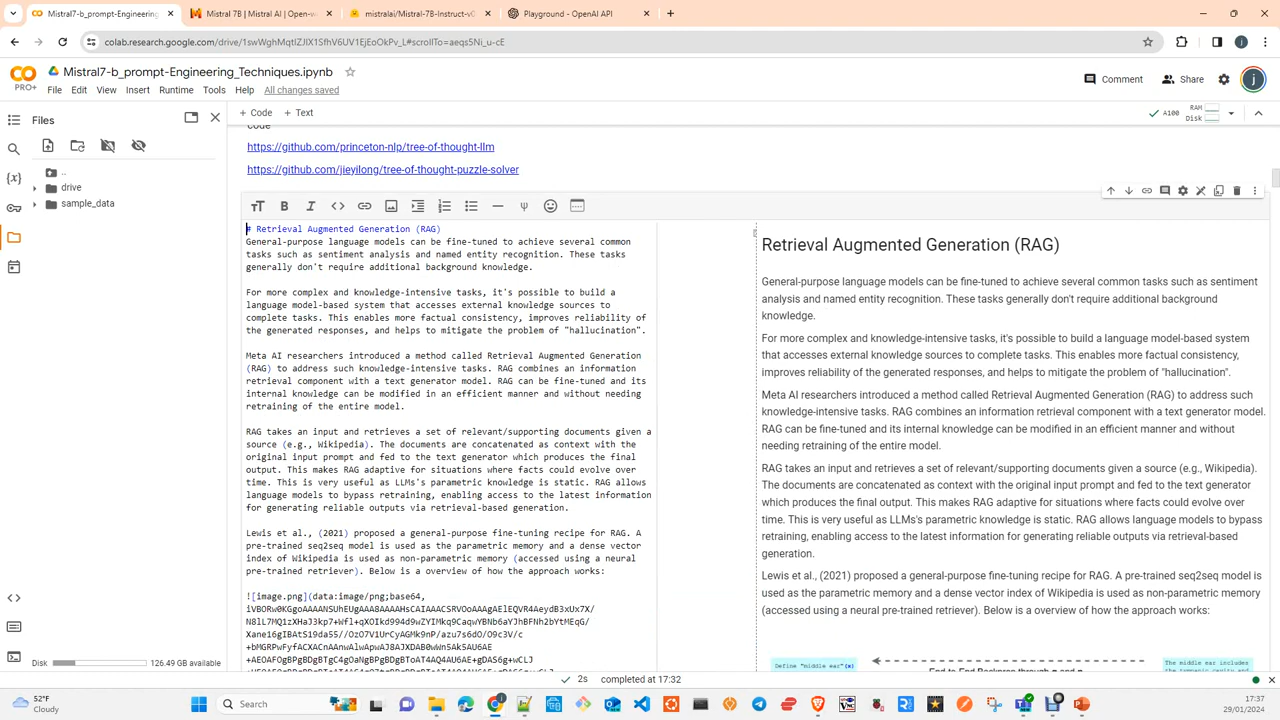 Mistral7-b_prompt-Engineering_
Mistral 7B | Mistral AI | Open-w
mistralai/Mistral-7B-Instruct-v0
Playground - OpenAI API
colab.research.google.com/drive/1swWghMqtlZJIX1SfhV6UV1EjEoOkPv_L#scrollTo=aeqs5Ni_u-cE
PRO+
Mistral7-b_prompt-Engineering_Techniques.ipynb
File Edit View Insert Runtime Tools Help All changes saved
Comment Share j
Files
+ Code + Text
A100 RAM Disk
..
drive
sample_data
code
https://github.com/princeton-nlp/tree-of-thought-llm
https://github.com/jieyilong/tree-of-thought-puzzle-solver
# Retrieval Augmented Generation (RAG)
General-purpose language models can be fine-tuned to achieve several common
tasks such as sentiment analysis and named entity recognition. These tasks
generally don't require additional background knowledge.
For more complex and knowledge-intensive tasks, it's possible to build a
language model-based system that accesses external knowledge sources to
complete tasks. This enables more factual consistency, improves reliability of
the generated responses, and helps to mitigate the problem of "hallucination".
Meta AI researchers introduced a method called Retrieval Augmented Generation
(RAG) to address such knowledge-intensive tasks. RAG combines an information
retrieval component with a text generator model. RAG can be fine-tuned and its
internal knowledge can be modified in an efficient manner and without needing
retraining of the entire model.
RAG takes an input and retrieves a set of relevant/supporting documents given a
source (e.g., Wikipedia). The documents are concatenated as context with the
original input prompt and fed to the text generator which produces the final
output. This makes RAG adaptive for situations where facts could evolve over
time. This is very useful as LLMs's parametric knowledge is static. RAG allows
language models to bypass retraining, enabling access to the latest information
for generating reliable outputs via retrieval-based generation.
Lewis et al., (2021) proposed a general-purpose fine-tuning recipe for RAG. A
pre-trained seq2seq model is used as the parametric memory and a dense vector
index of Wikipedia is used as non-parametric memory (accessed using a neural
pre-trained retriever). Below is a overview of how the approach works:
![image.png](data:image/png;base64,
Retrieval Augmented Generation (RAG)
General-purpose language models can be fine-tuned to achieve several common tasks such as sentiment
analysis and named entity recognition. These tasks generally don't require additional background
knowledge.
For more complex and knowledge-intensive tasks, it's possible to build a language model-based system
that accesses external knowledge sources to complete tasks. This enables more factual consistency,
improves reliability of the generated responses, and helps to mitigate the problem of "hallucination".
Meta AI researchers introduced a method called Retrieval Augmented Generation (RAG) to address such
knowledge-intensive tasks. RAG combines an information retrieval component with a text generator model.
RAG can be fine-tuned and its internal knowledge can be modified in an efficient manner and without
needing retraining of the entire model.
RAG takes an input and retrieves a set of relevant/supporting documents given a source (e.g., Wikipedia).
The documents are concatenated as context with the original input prompt and fed to the text generator
which produces the final output. This makes RAG adaptive for situations where facts could evolve over
time. This is very useful as LLMs's parametric knowledge is static. RAG allows language models to bypass
retraining, enabling access to the latest information for generating reliable outputs via retrieval-based
generation.
Lewis et al., (2021) proposed a general-purpose fine-tuning recipe for RAG. A pre-trained seq2seq model is
used as the parametric memory and a dense vector index of Wikipedia is used as non-parametric memory
(accessed using a neural pre-trained retriever). Below is a overview of how the approach works:
Define "middle ear"(x)
The middle ear includes
Disk 126.49 GB available
2s completed at 17:32
52°F
Cloudy
Search
17:37
29/01/2024